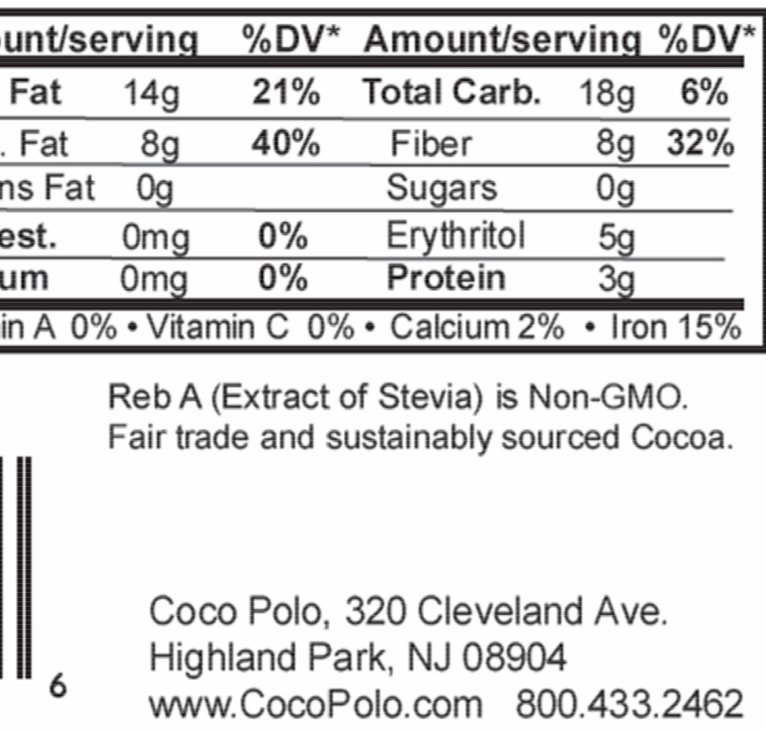 unt/serving %DV* Amount/serving %DV*
Fat 14g 21% Total Carb. 18g 6%
. Fat 8g 40% Fiber 8g 32%
ns Fat 0g Sugars 0g
est. 0mg 0% Erythritol 5g
um 0mg 0% Protein 3g
in A 0% • Vitamin C 0% • Calcium 2% • Iron 15%
Reb A (Extract of Stevia) is Non-GMO.
Fair trade and sustainably sourced Cocoa.
Coco Polo, 320 Cleveland Ave.
Highland Park, NJ 08904
6
www.CocoPolo.com 800.433.2462